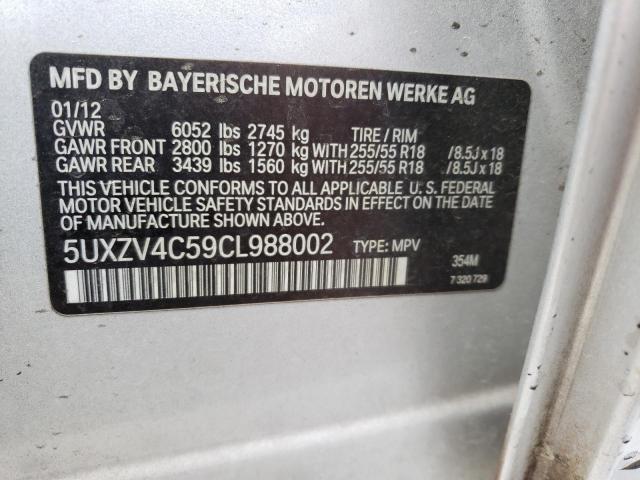 MFD BY BAYERISCHE MOTOREN WERKE AG
01/12
GVWR 6052 lbs 2745 kg TIRE / RIM
GAWR FRONT 2800 lbs 1270 kg WITH 255/55 R18 /8.5J x 18
GAWR REAR 3439 lbs 1560 kg WITH 255/55 R18 /8.5J x 18
THIS VEHICLE CONFORMS TO ALL APPLICABLE U. S. FEDERAL
MOTOR VEHICLE SAFETY STANDARDS IN EFFECT ON THE DATE
OF MANUFACTURE SHOWN ABOVE.
5UXZV4C59CL988002 TYPE: MPV
354M
7 320 729